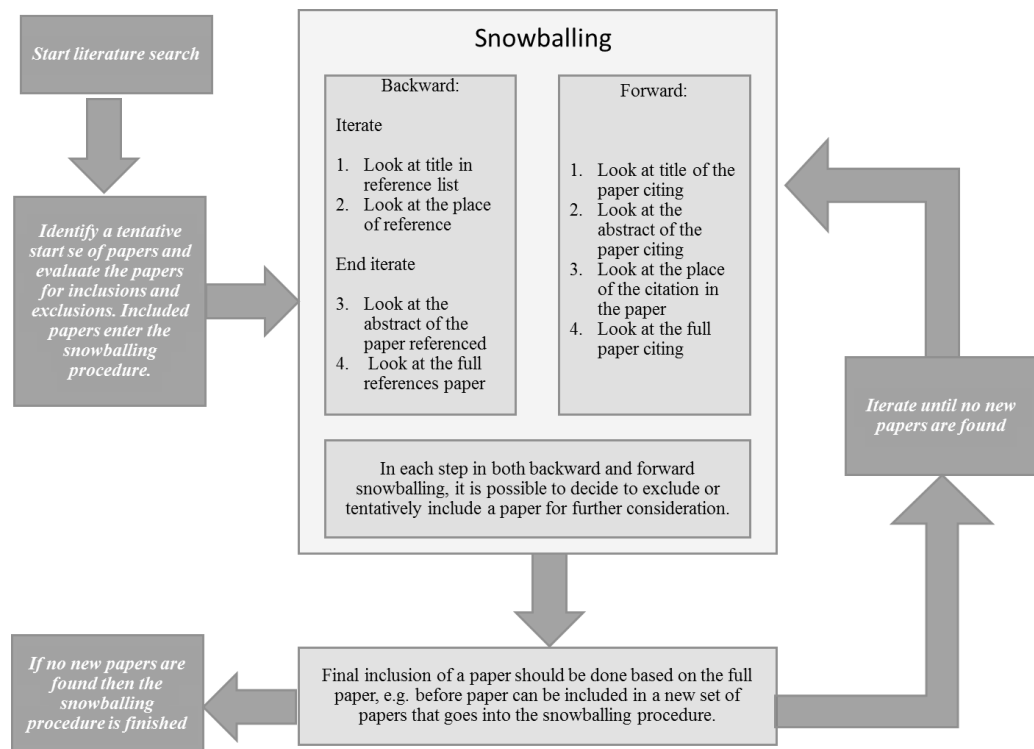 Start literature search
Identify a tentative
start se of papers and
evaluate the papers
for inclusions and
exclusions. Included
papers enter the
snowballing
procedure.
Snowballing
Backward:
Iterate
1. Look at title in
reference list
2. Look at the place
of reference
End iterate
3. Look at the
abstract of the
paper referenced
4. Look at the full
references paper
Forward:
1. Look at title of the
paper citing
2. Look at the
abstract of the
paper citing
3. Look at the place
of the citation in
the paper
4. Look at the full
paper citing
In each step in both backward and forward
snowballing, it is possible to decide to exclude or
tentatively include a paper for further consideration.
Iterate until no new
papers are found
Final inclusion of a paper should be done based on the full
paper, e.g. before paper can be included in a new set of
papers that goes into the snowballing procedure.
If no new papers are
found then the
snowballing
procedure is finished